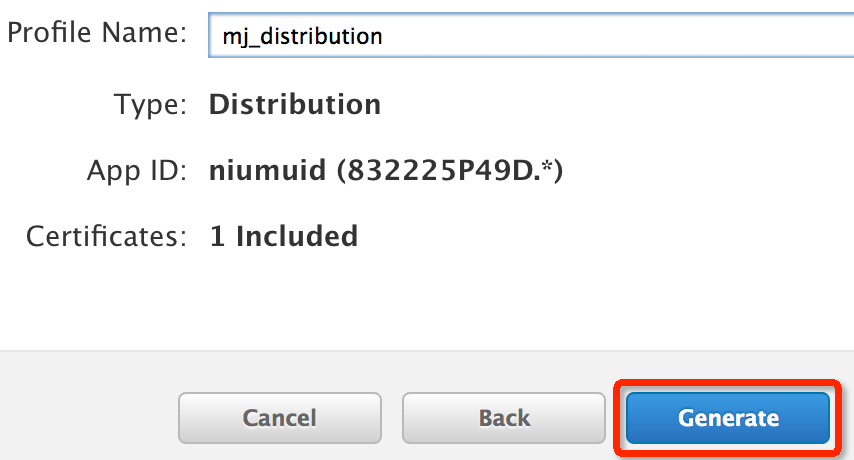 Profile Name: mj_distribution
Type: Distribution
App ID: niumuid (832225P49D.*)
Certificates: 1 Included
Cancel Back Generate